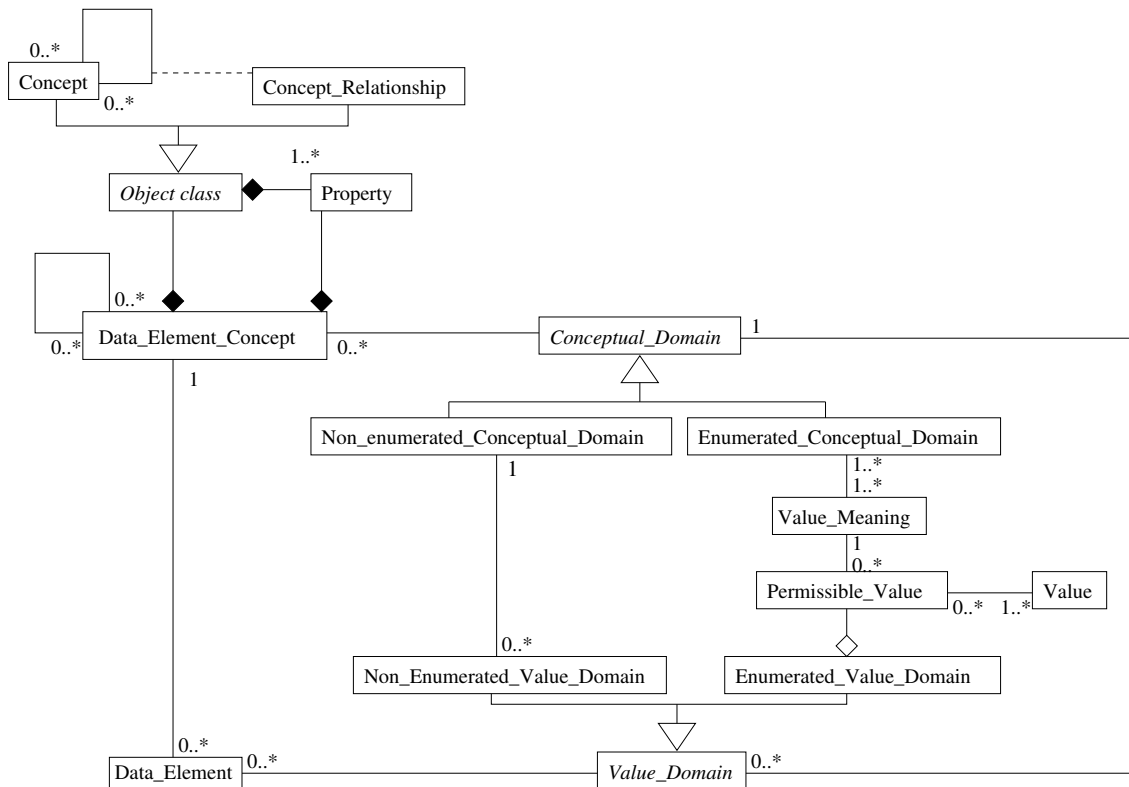 0..*
Concept
0..*
Concept_Relationship
1..*
Object class
Property
0..*
0..*
Data_Element_Concept
0..*
Conceptual_Domain
1
1
Non_enumerated_Conceptual_Domain
Enumerated_Conceptual_Domain
1
1..*
1..*
Value_Meaning
1
0..*
Permissible_Value
0..*
1..*
Value
0..*
Non_Enumerated_Value_Domain
Enumerated_Value_Domain
0..*
Data_Element
0..*
Value_Domain
0..*